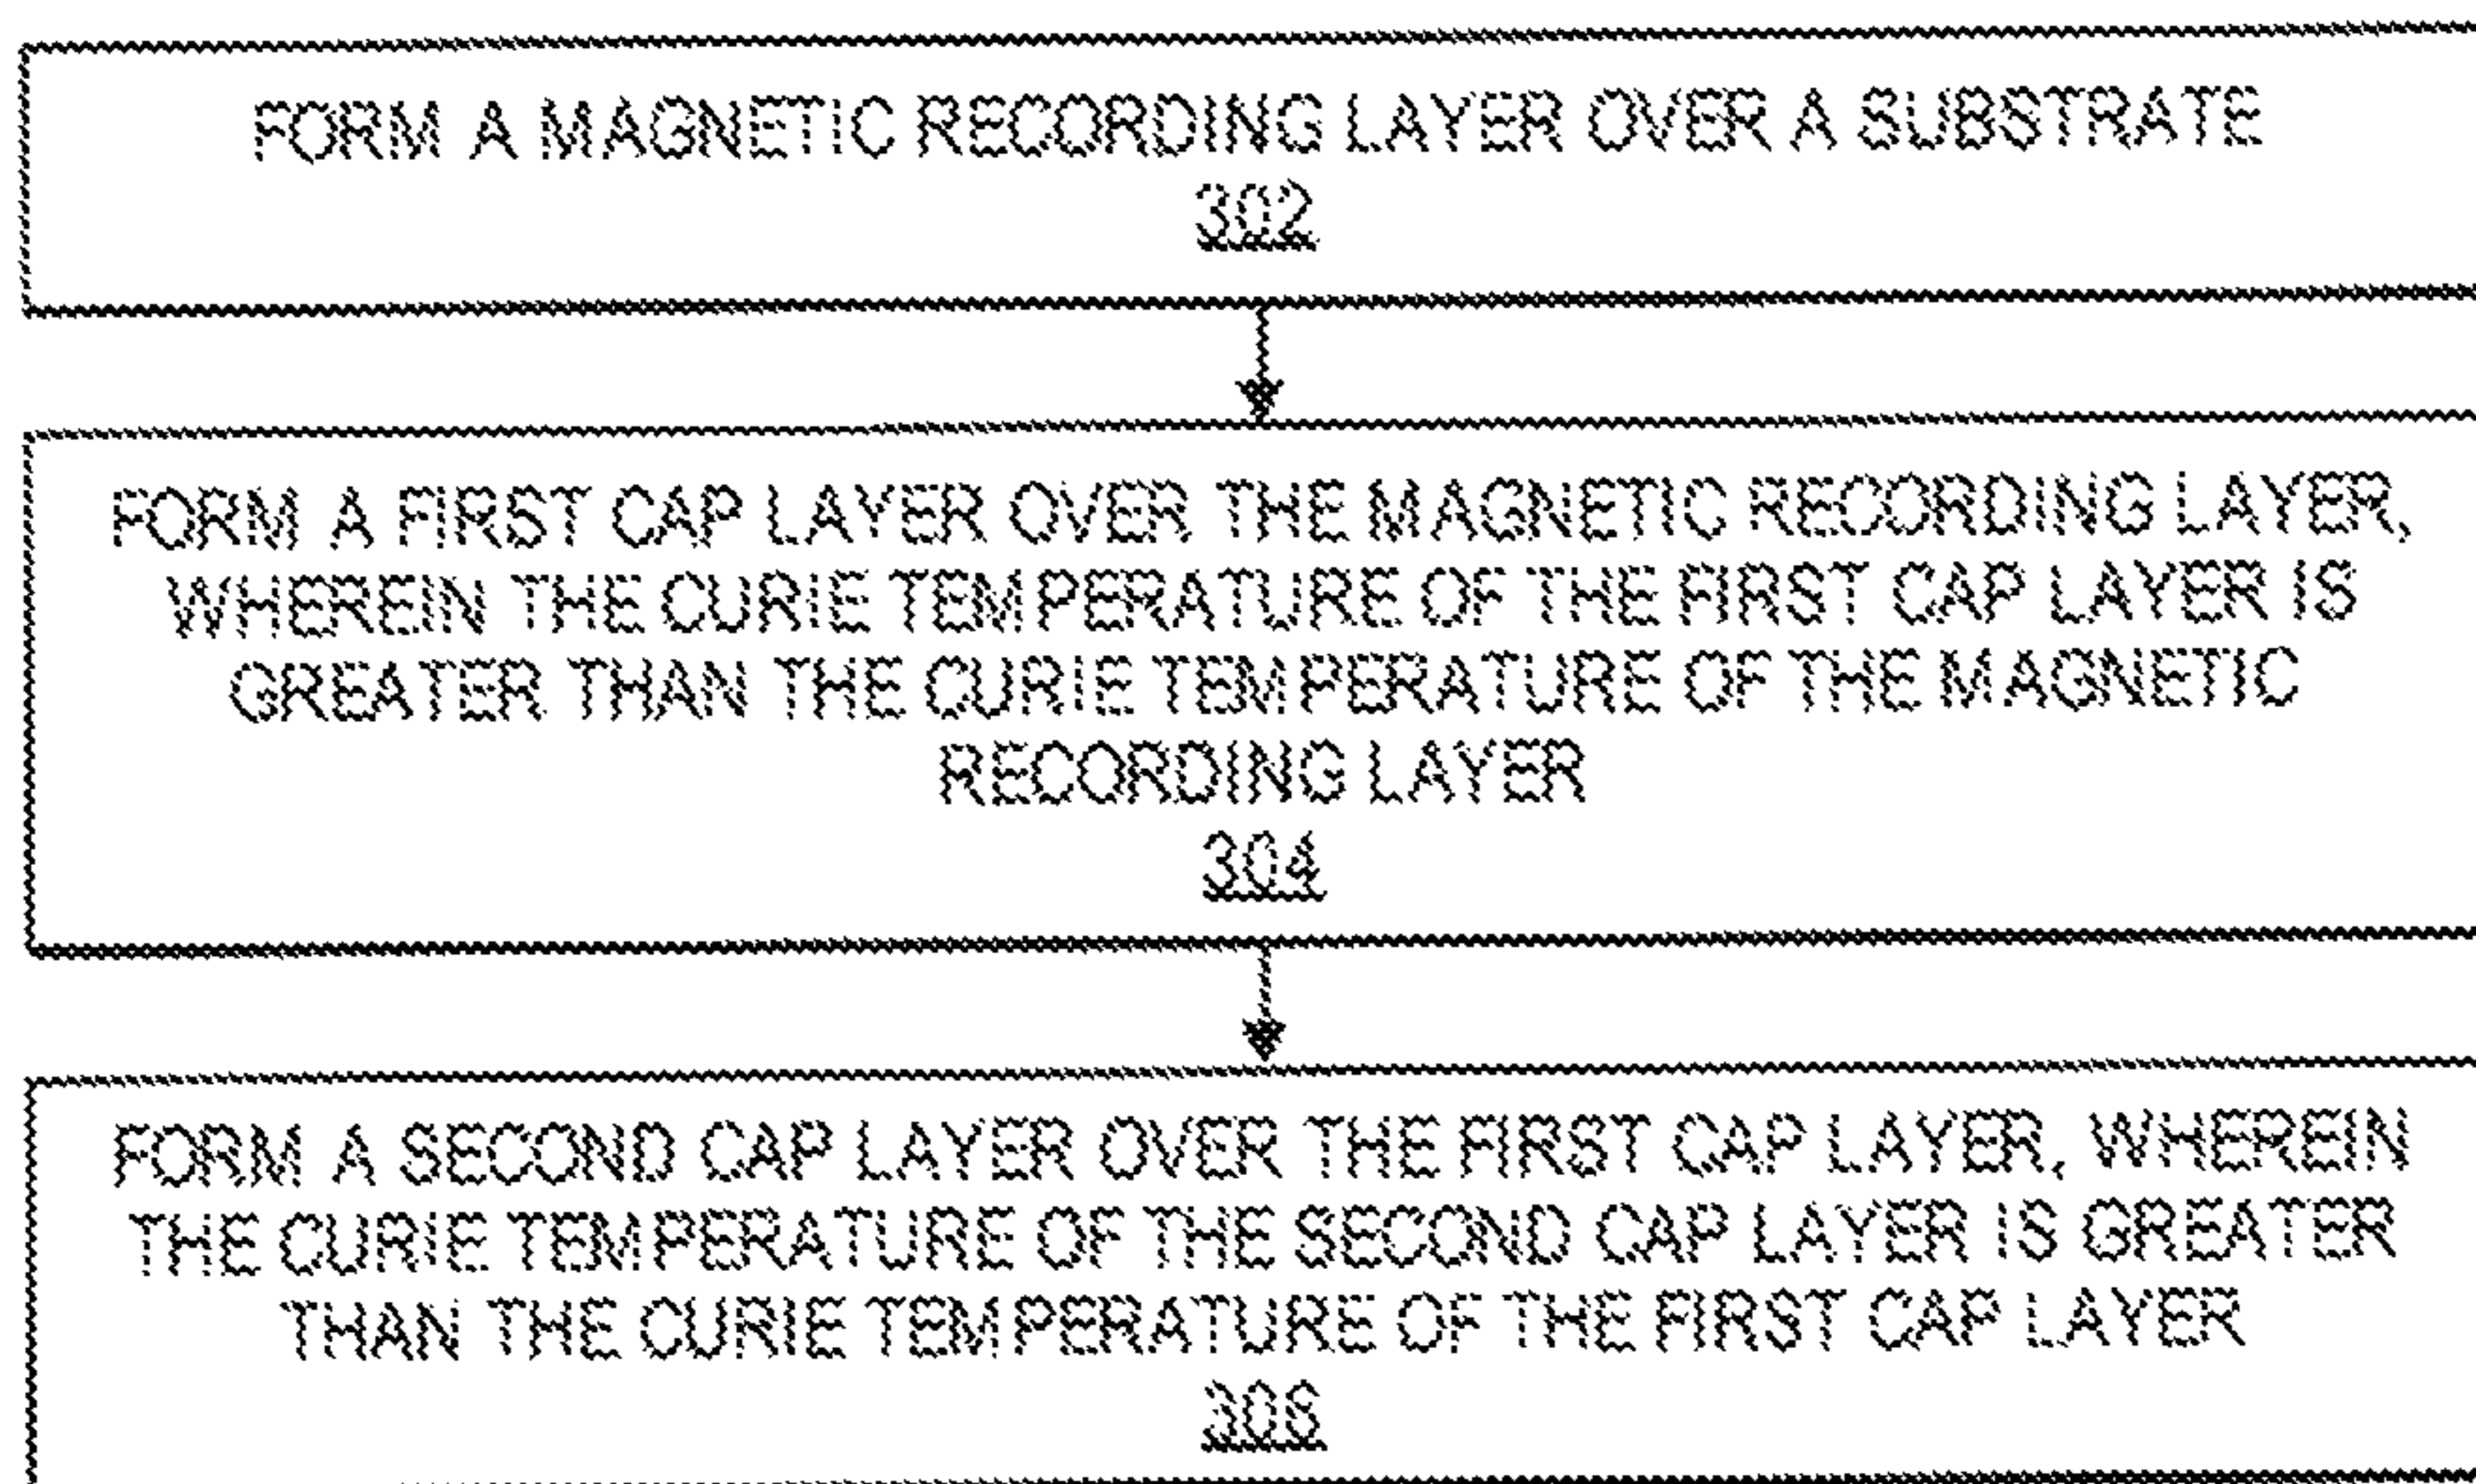 FORM A MAGNETIC RECORDING LAYER OVER A SUBSTRATE
302
FORM A FIRST CAP LAYER OVER THE MAGNETIC RECORDING LAYER,
WHEREIN THE CURIE TEMPERATURE OF THE FIRST CAP LAYER IS
GREATER THAN THE CURIE TEMPERATURE OF THE MAGNETIC
RECORDING LAYER
304
FORM A SECOND CAP LAYER OVER THE FIRST CAP LAYER, WHEREIN
THE CURIE TEMPERATURE OF THE SECOND CAP LAYER IS GREATER
THAN THE CURIE TEMPERATURE OF THE FIRST CAP LAYER
306